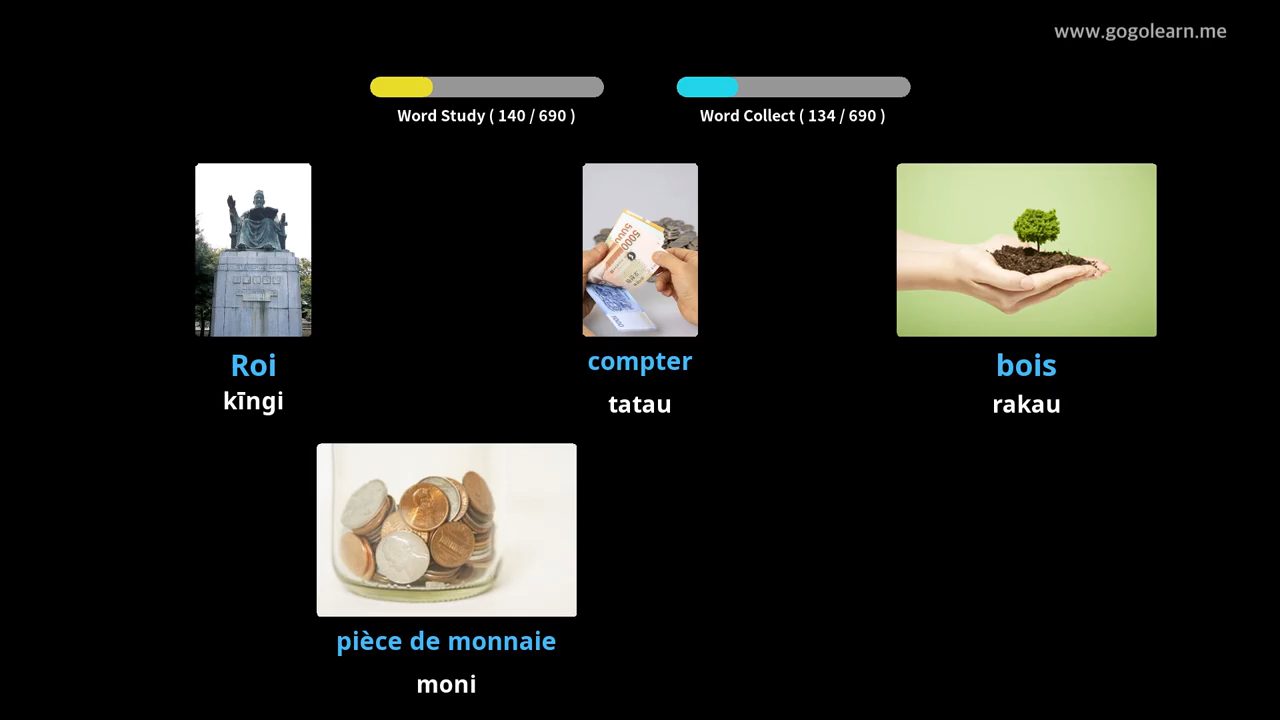 www.gogolearn.me
Word Study ( 140 / 690 )
Word Collect ( 134 / 690 )
Roi
kīngi
compter
tatau
bois
rakau
pièce de monnaie
moni